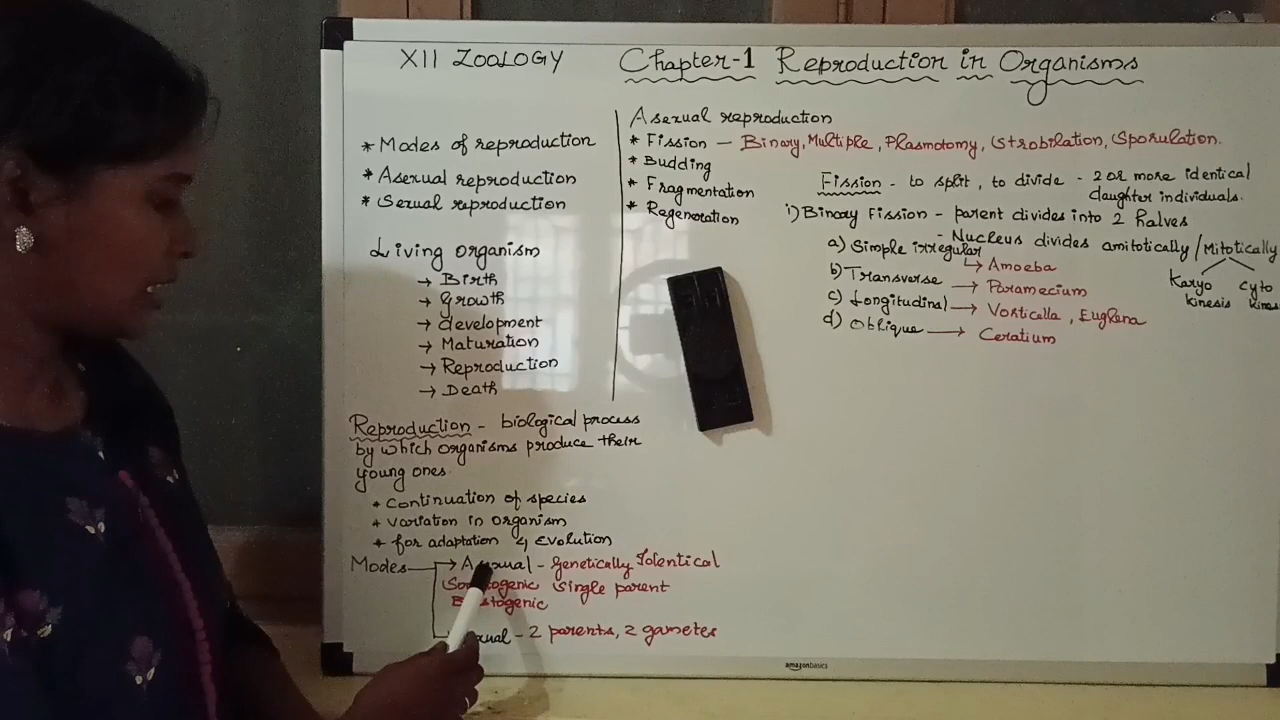 XII ZOOLOGY
Chapter-1 Reproduction in Organisms
* Modes of reproduction
* Asexual reproduction
* Sexual reproduction
Living organism
→ Birth
→ Growth
→ development
→ Maturation
→ Reproduction
→ Death
Reproduction - biological process
by which organisms produce their
young ones.
* Continuation of species
* Variation in organism
* for adaptation & Evolution
Modes → Asexual - Genetically Identical
Somatogenic Single parent
Blastogenic
- 2 parents, 2 gametes
Asexual reproduction
* Fission - Binary, Multiple, Plasmotomy, Strobilation, Sporulation.
* Budding
* Fragmentation
* Regeneration
Fission - to split, to divide - 2 or more identical
daughter individuals.
i) Binary Fission - parent divides into 2 halves
- Nucleus divides amitotically / Mitotically
Karyo kinesis
Cyto
a) Simple irregular
→ Amoeba
b) Transverse → Paramecium
c) Longitudinal → Vorticella, Euglena
d) Oblique → Ceratium
amazonbasics